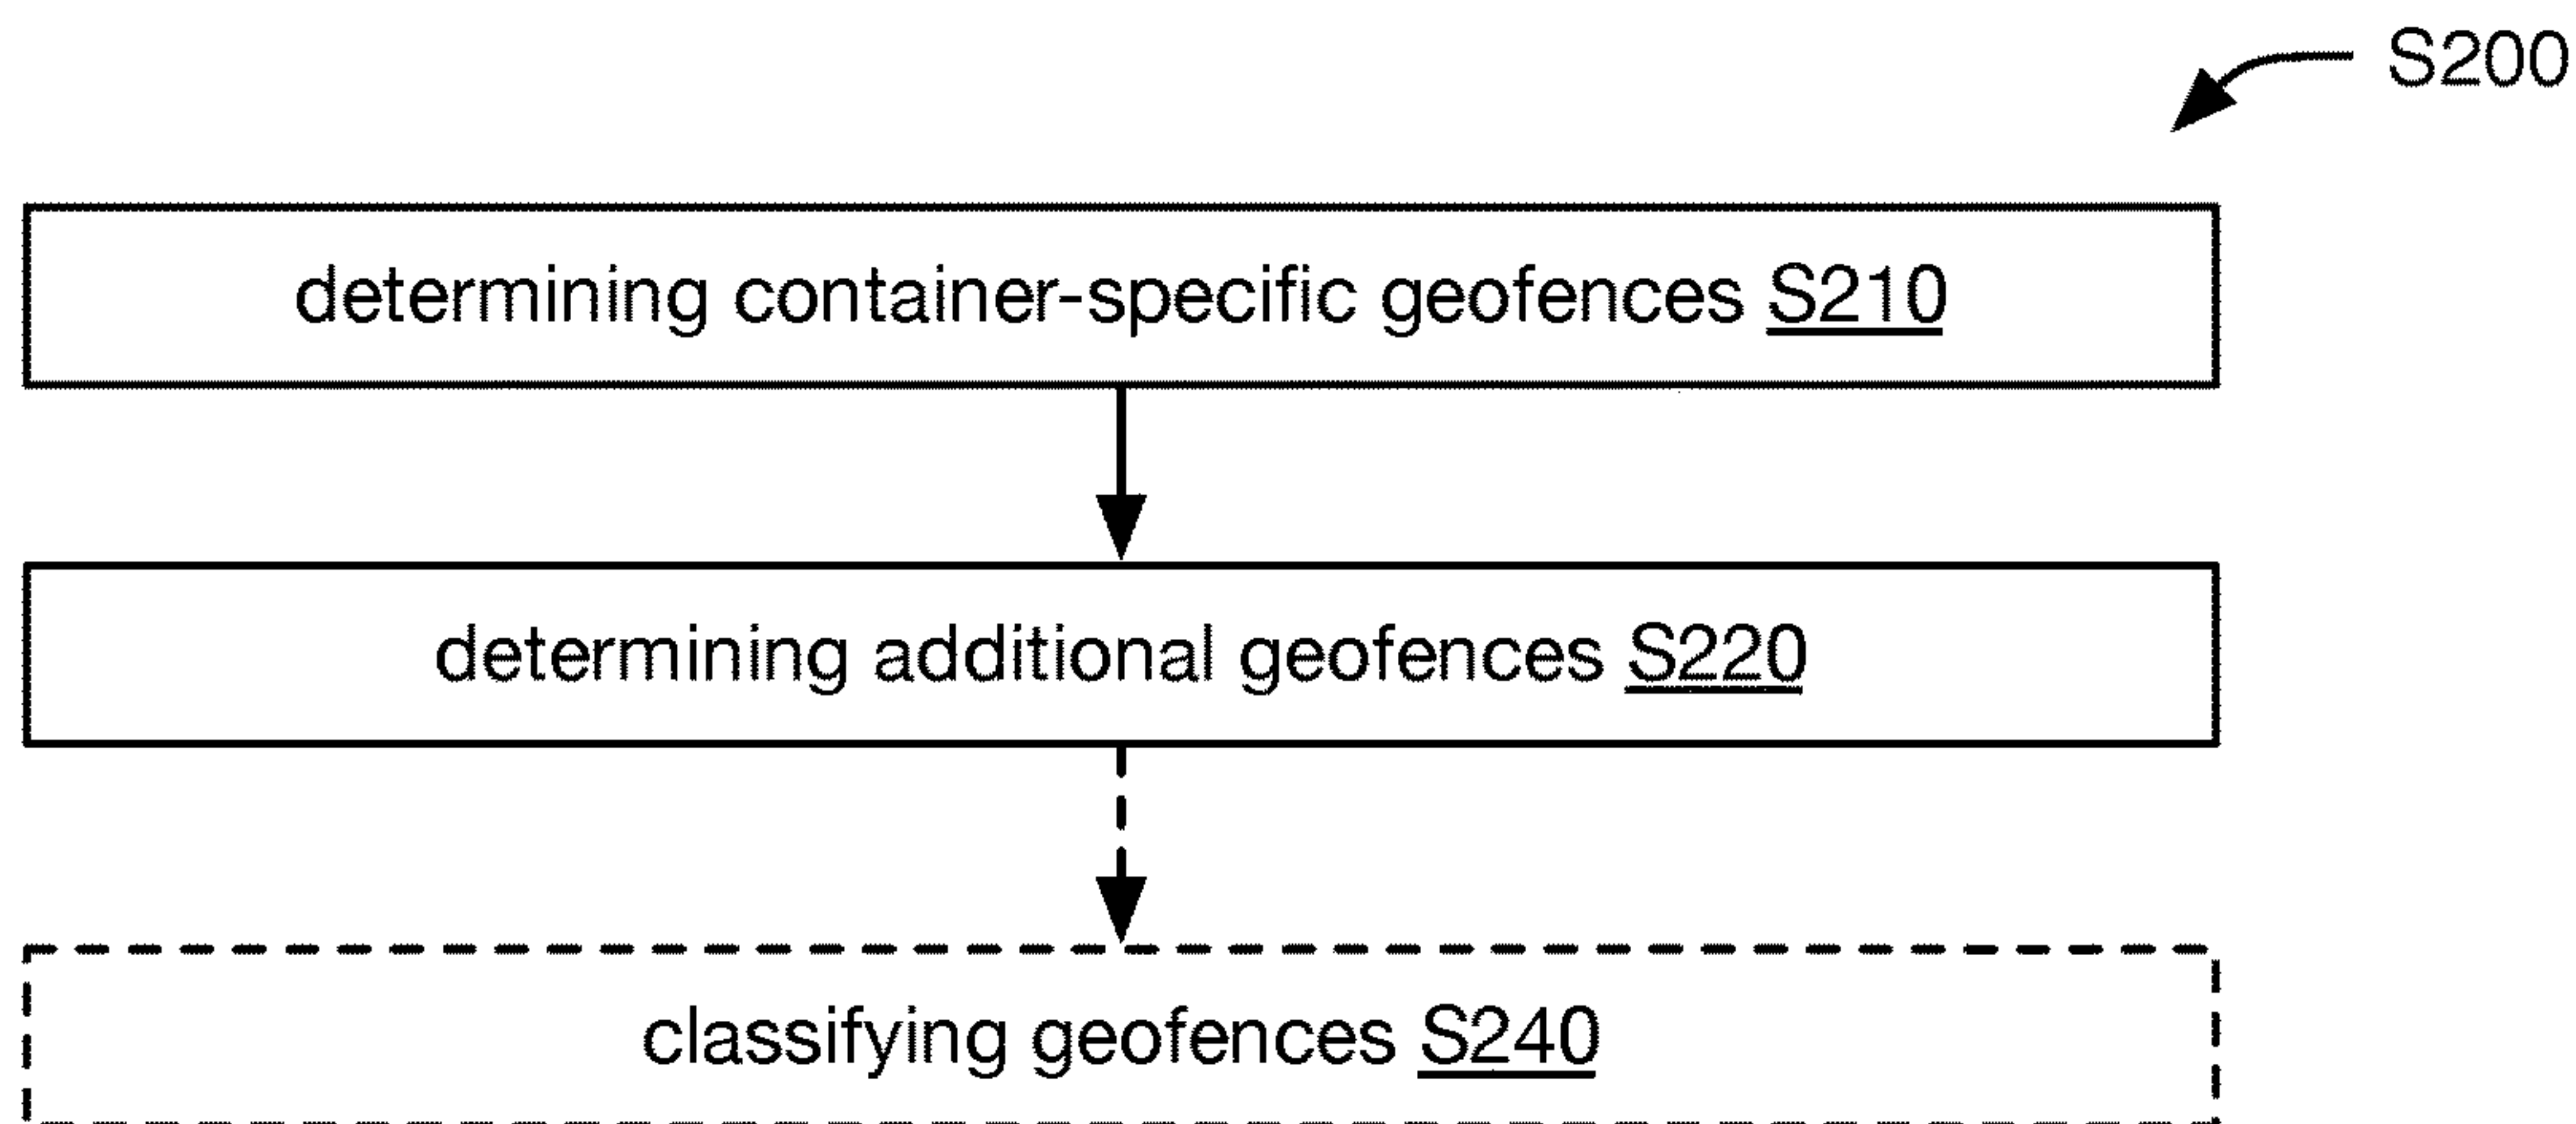 S200
determining container-specific geofences S210
determining additional geofences S220
classifying geofences S240